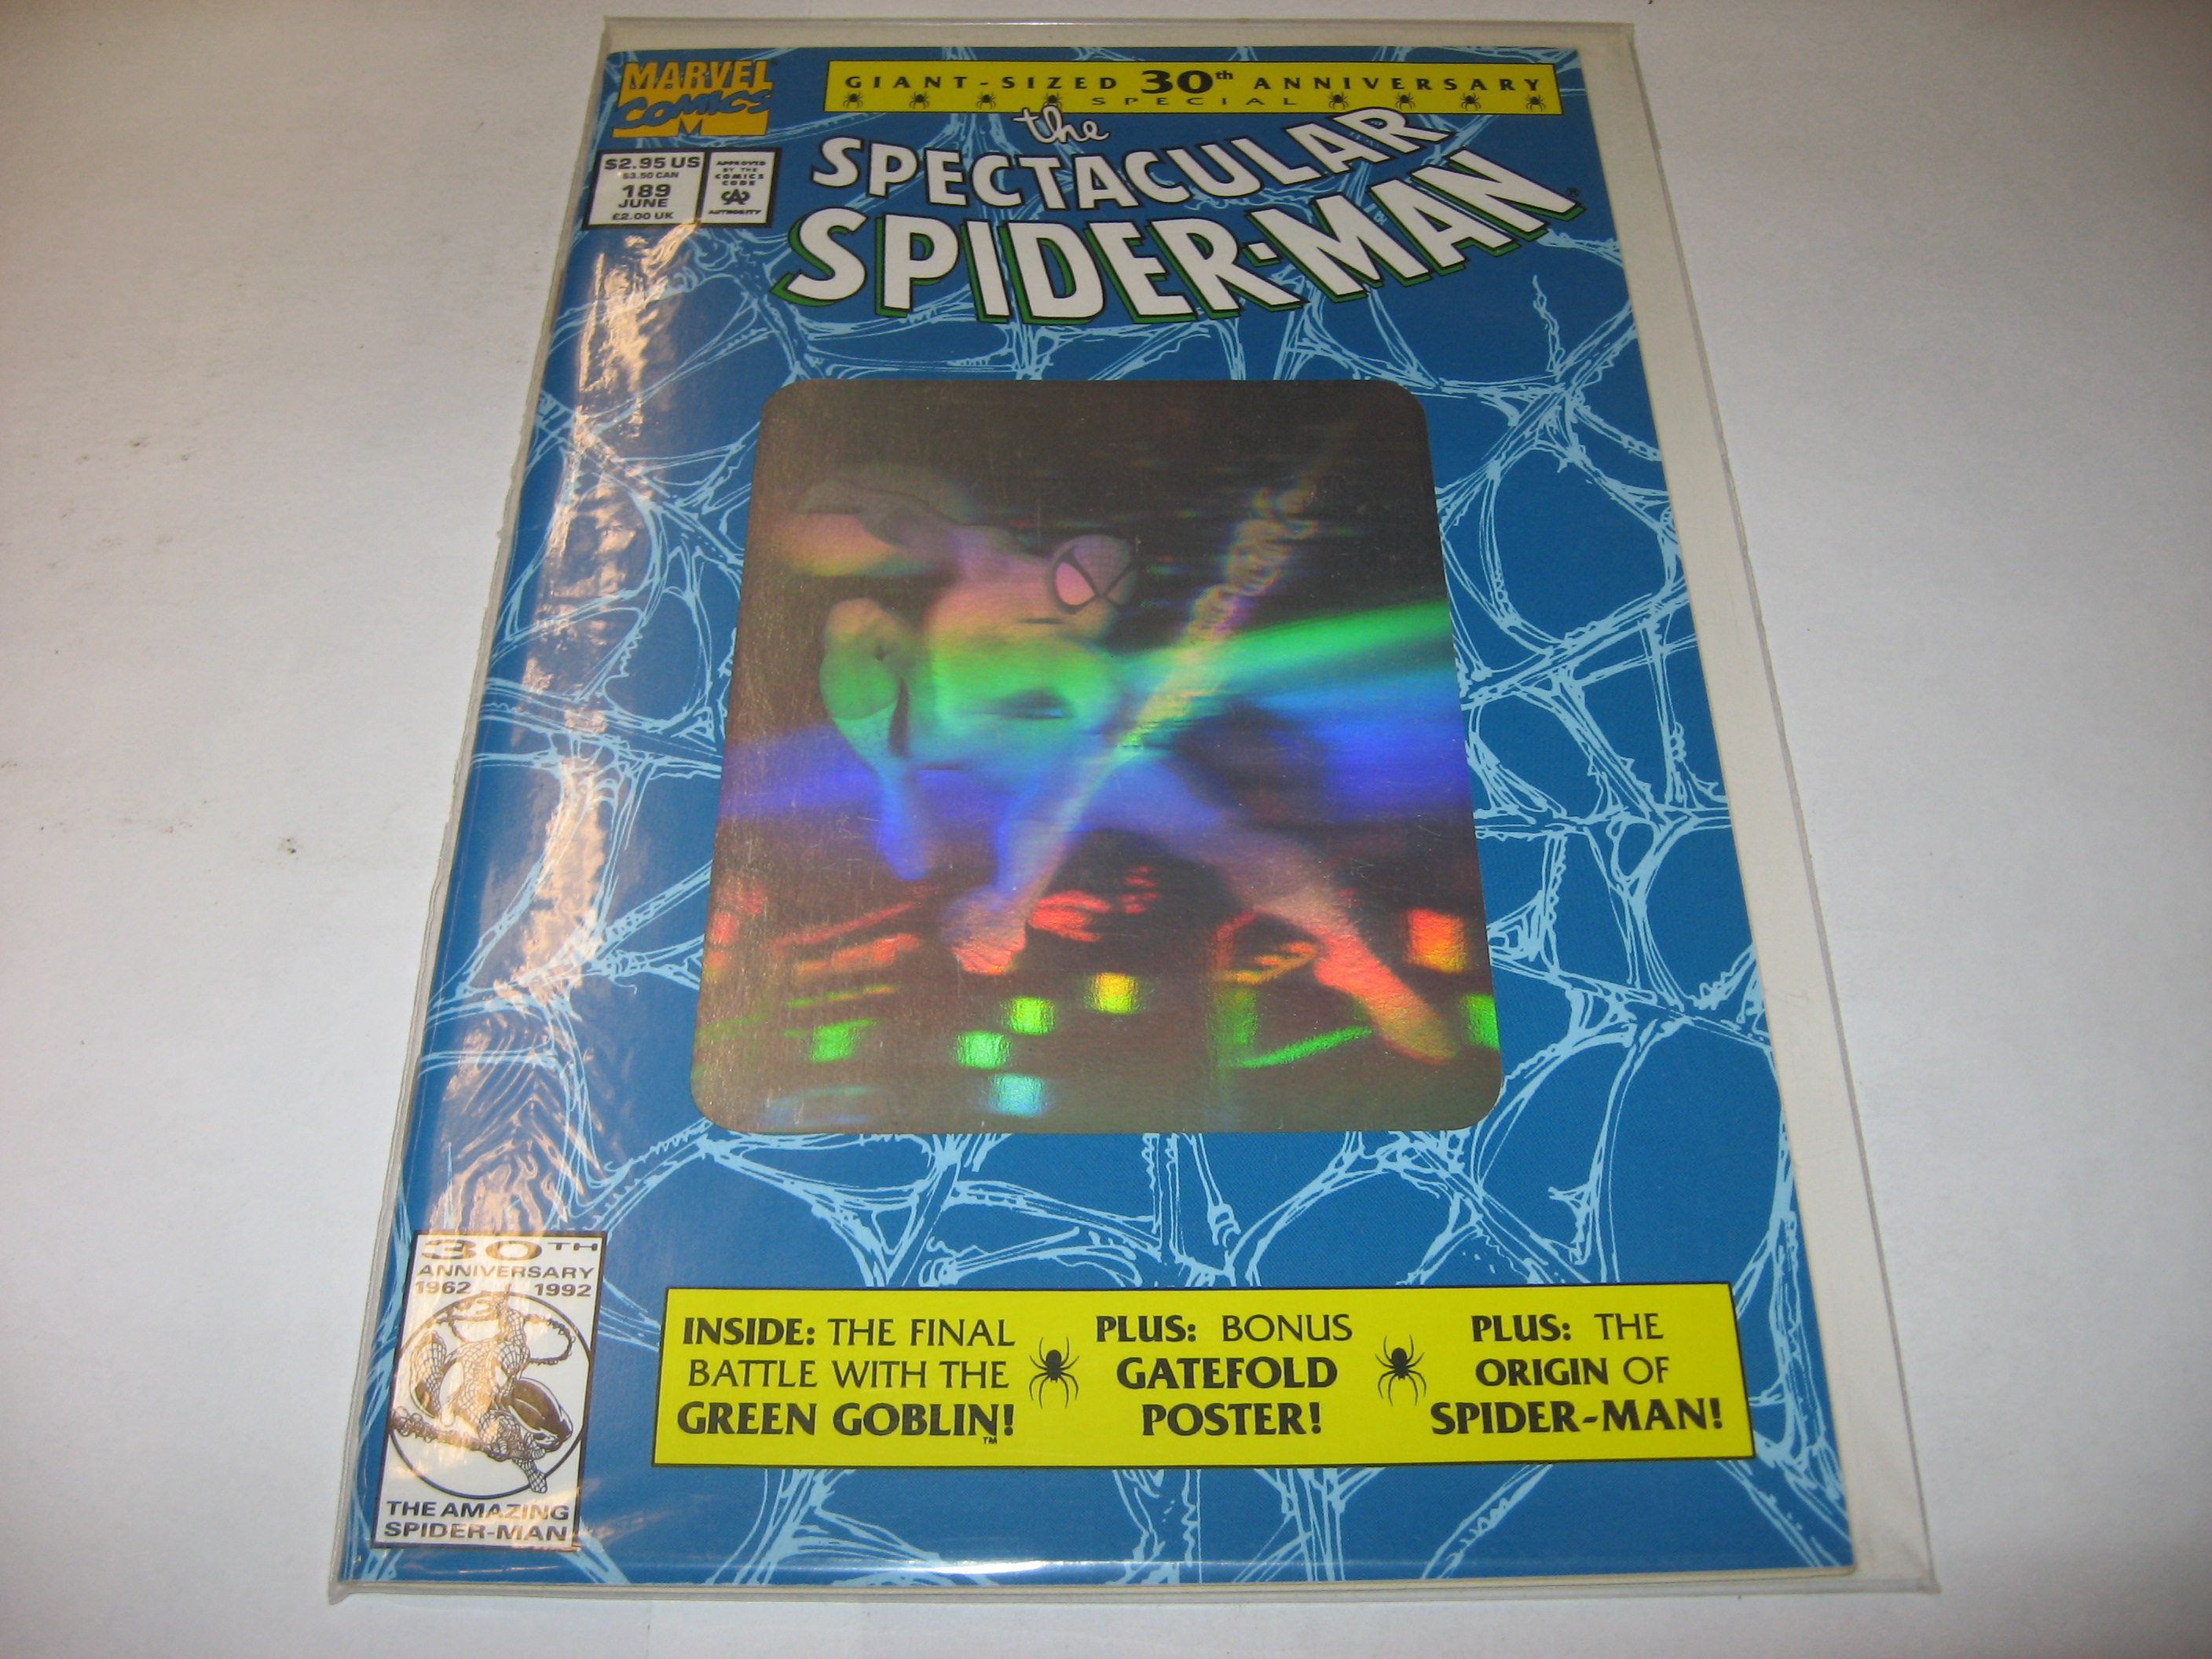 MARVEL
COMICS
GIANT-SIZED 30th ANNIVERSARY
SPECIAL
$2.95 US
$3.50 CAN
189
JUNE
£2.00 UK
APPROVED
BY THE
COMICS
CODE
CA
AUTHORITY
the
SPECTACULAR
SPIDER-MAN®
INSIDE: THE FINAL
BATTLE WITH THE
GREEN GOBLIN!
™
PLUS: BONUS
GATEFOLD
POSTER!
PLUS: THE
ORIGIN OF
SPIDER-MAN!
30TH
ANNIVERSARY
1962 1992
THE AMAZING
SPIDER-MAN